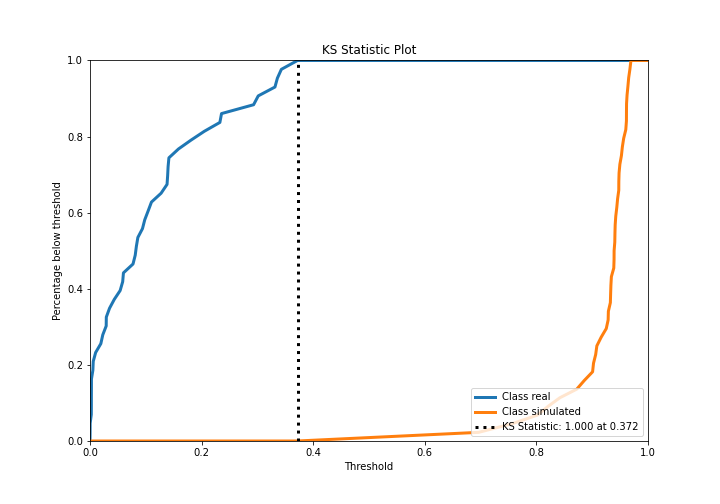 KS Statistic Plot
1.0
0.8
0.6
0.4
0.2
0.0
Percentage below threshold
0.0 0.2 0.4 0.6 0.8 1.0
Threshold
Class real
Class simulated
KS Statistic: 1.000 at 0.372